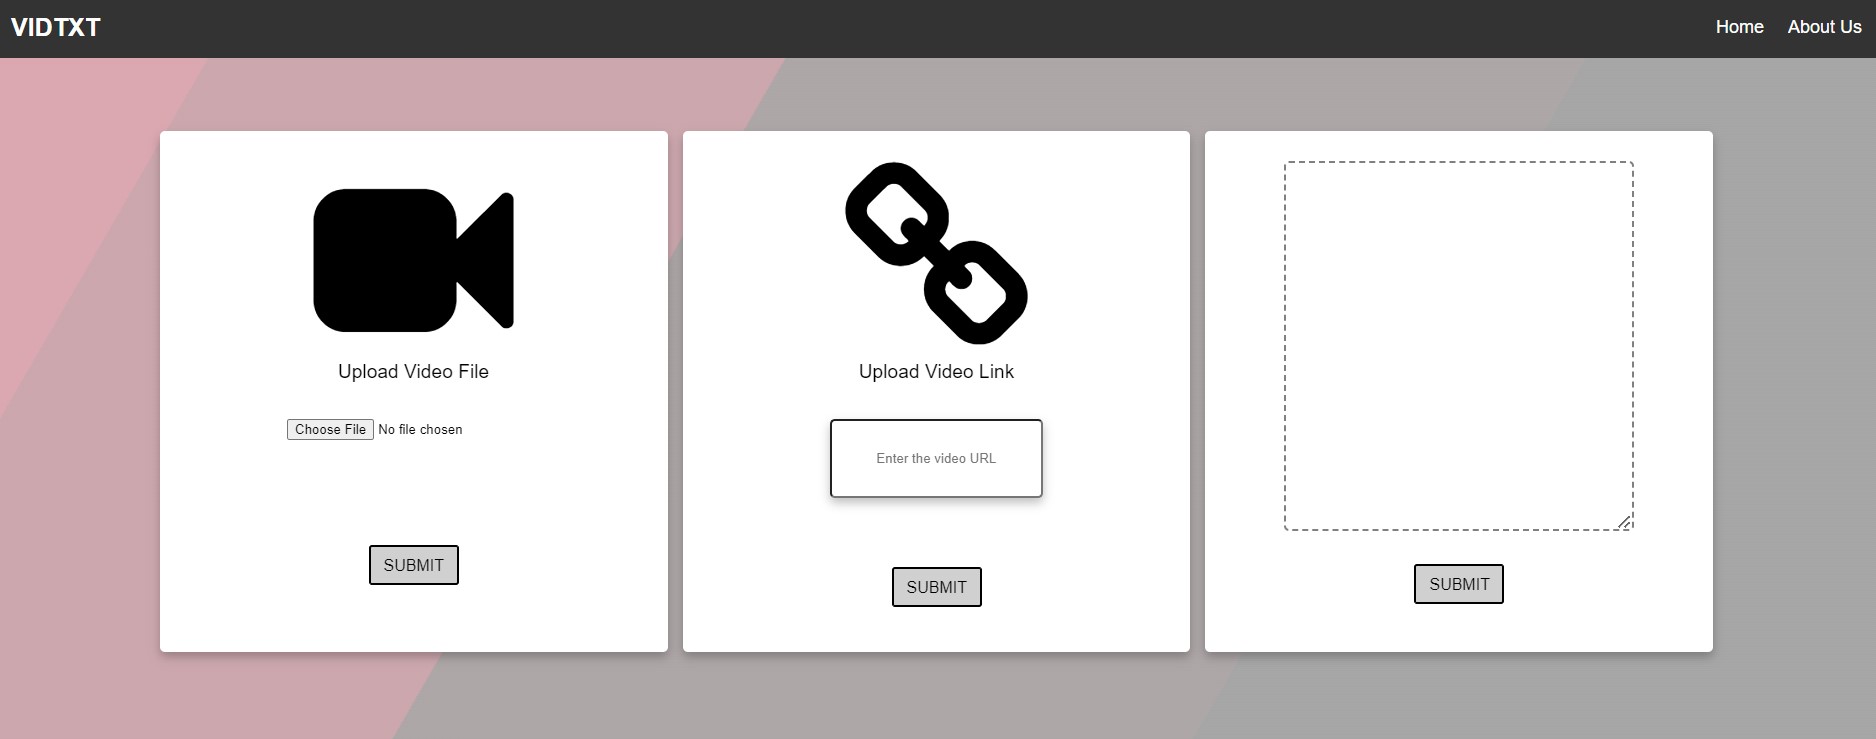 VIDTXT
Home About Us
Upload Video File
Choose File No file chosen
SUBMIT
Upload Video Link
Enter the video URL
SUBMIT
SUBMIT